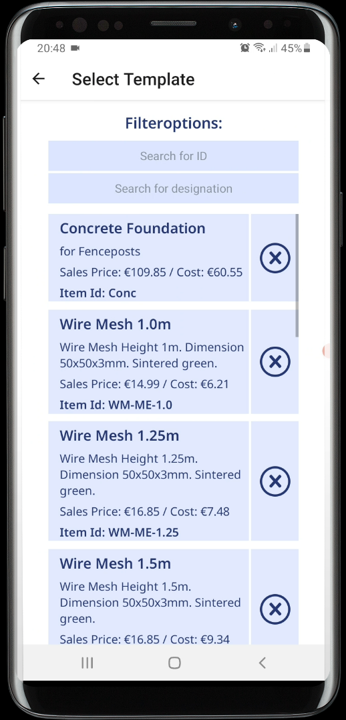 20:48
45%
Select Template
Filteroptions:
Search for ID
Search for designation
Concrete Foundation
for Fenceposts
Sales Price: €109.85 / Cost: €60.55
Item Id: Conc
Wire Mesh 1.0m
Wire Mesh Height 1m. Dimension
50x50x3mm. Sintered green.
Sales Price: €14.99 / Cost: €6.21
Item Id: WM-ME-1.0
Wire Mesh 1.25m
Wire Mesh Height 1.25m.
Dimension 50x50x3mm. Sintered
green.
Sales Price: €16.85 / Cost: €7.48
Item Id: WM-ME-1.25
Wire Mesh 1.5m
Wire Mesh Height 1.5m.
Dimension 50x50x3mm. Sintered
green.
Sales Price: €16.85 / Cost: €9.34